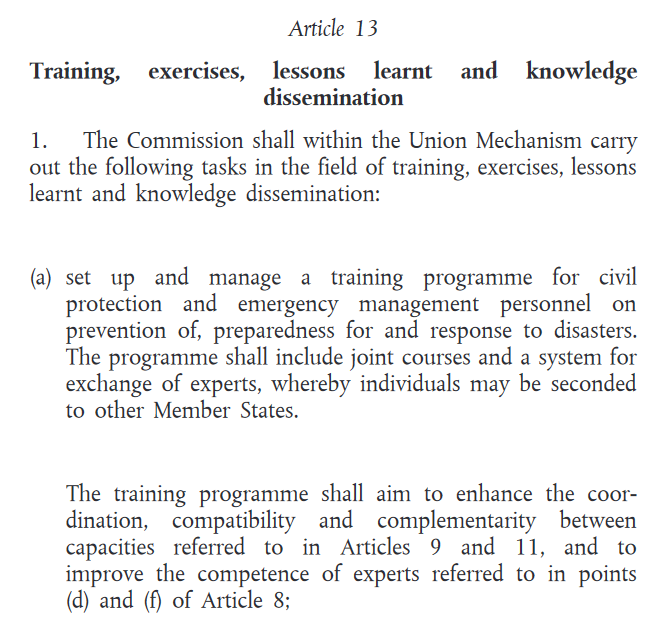 Article 13
Training, exercises, lessons learnt and knowledge
dissemination
1. The Commission shall within the Union Mechanism carry
out the following tasks in the field of training, exercises, lessons
learnt and knowledge dissemination:
(a) set up and manage a training programme for civil
protection and emergency management personnel on
prevention of, preparedness for and response to disasters.
The programme shall include joint courses and a system for
exchange of experts, whereby individuals may be seconded
to other Member States.
The training programme shall aim to enhance the coor-
dination, compatibility and complementarity between
capacities referred to in Articles 9 and 11, and to
improve the competence of experts referred to in points
(d) and (f) of Article 8;